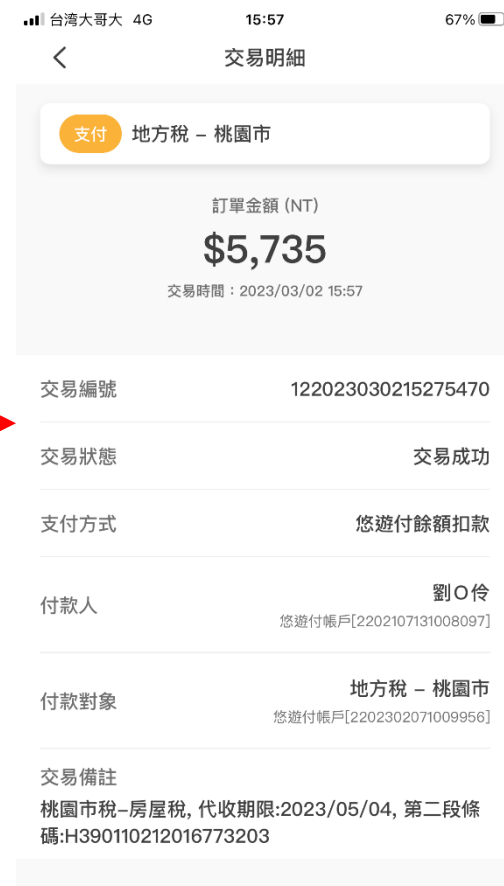 台湾大哥大 4G 15:57 67%
交易明細
支付 地方稅 – 桃園市
訂單金額 (NT)
$5,735
交易時間：2023/03/02 15:57
交易編號 122023030215275470
交易狀態 交易成功
支付方式 悠遊付餘額扣款
付款人 劉O伶
悠遊付帳戶[2202107131008097]
付款對象 地方稅 – 桃園市
悠遊付帳戶[2202302071009956]
交易備註
桃園市稅–房屋稅, 代收期限:2023/05/04, 第二段條
碼:H390110212016773203